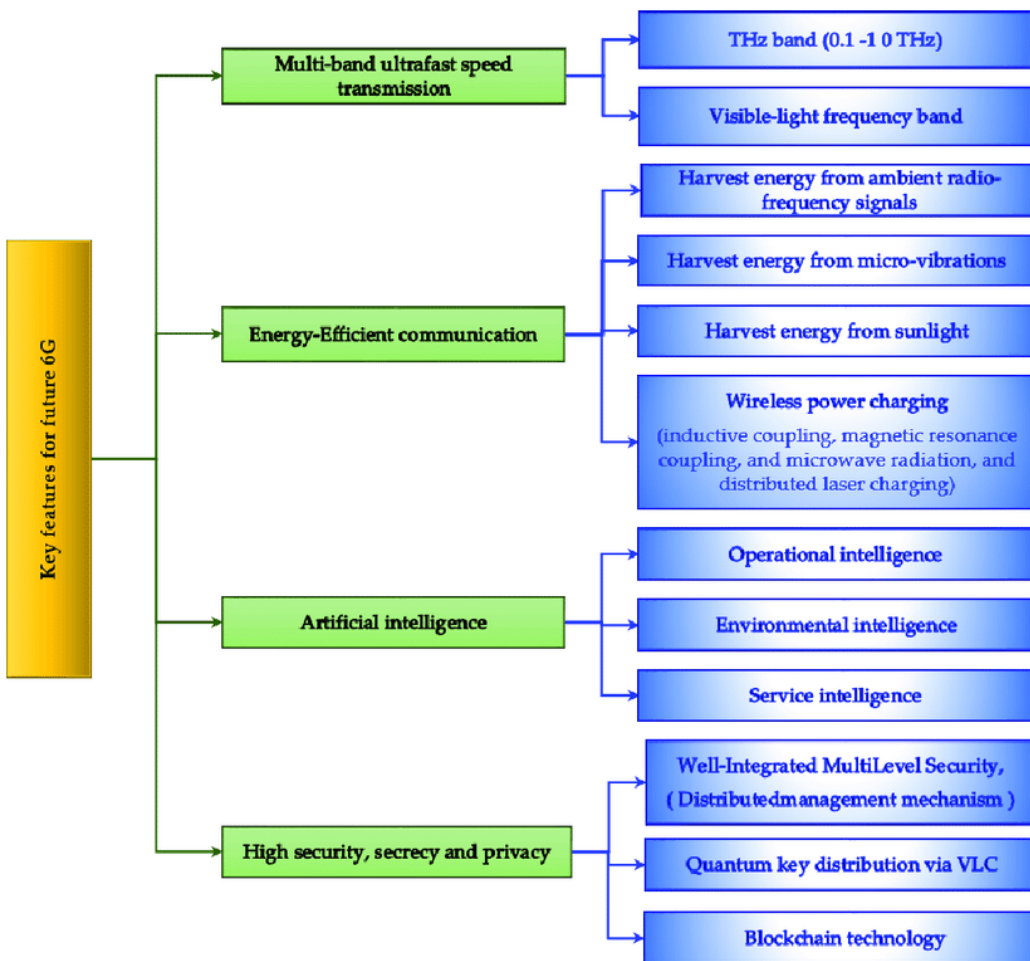 Key features for future 6G
Multi-band ultrafast speed
transmission
THz band (0.1 -1 0 THz)
Visible-light frequency band
Energy-Efficient communication
Harvest energy from ambient radio-
frequency signals
Harvest energy from micro-vibrations
Harvest energy from sunlight
Wireless power charging
(inductive coupling, magnetic resonance
coupling, and microwave radiation, and
distributed laser charging)
Artificial intelligence
Operational intelligence
Environmental intelligence
Service intelligence
High security, secrecy and privacy
Well-Integrated MultiLevel Security,
( Distributedmanagement mechanism )
Quantum key distribution via VLC
Blockchain technology